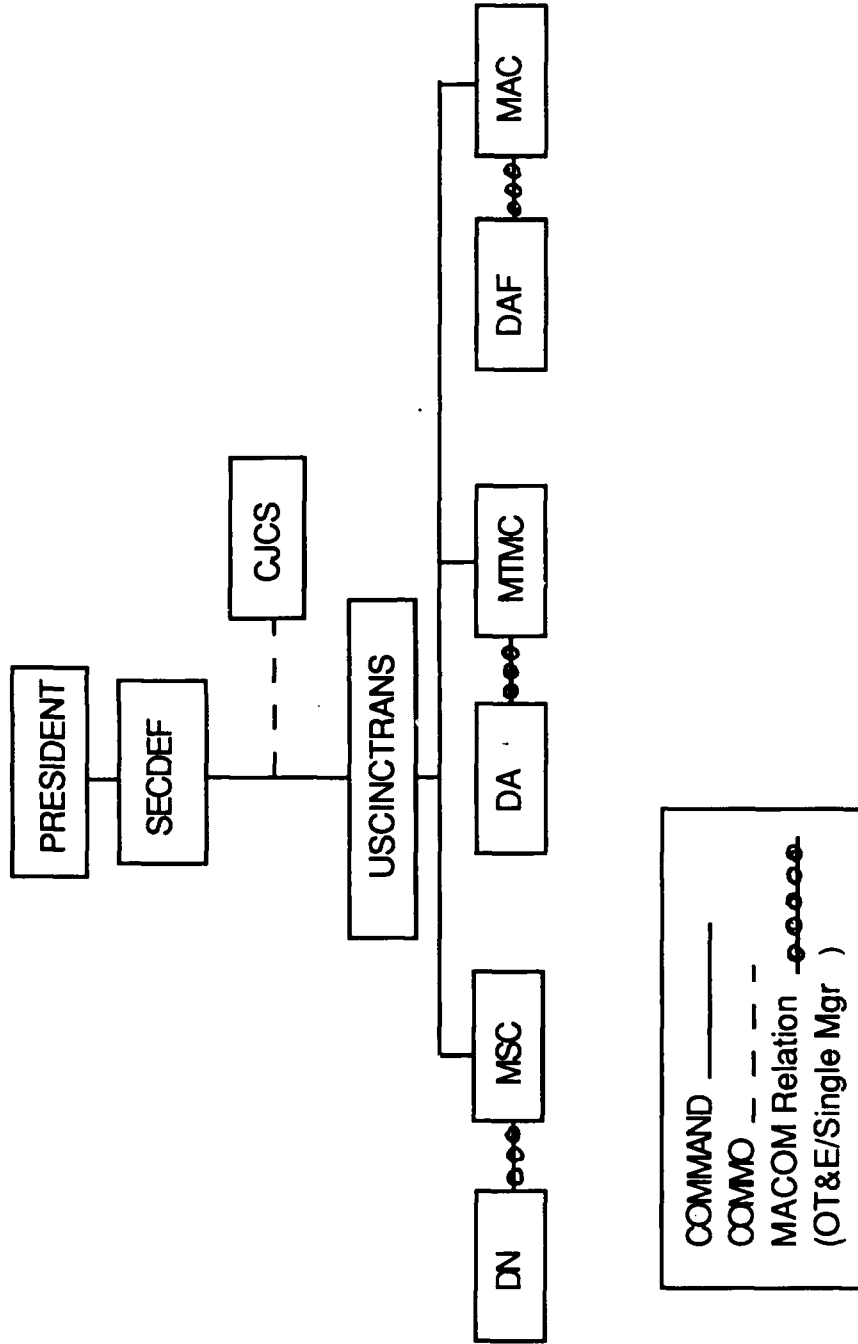 PRESIDENT
SECDEF
CJCS
USCINCTRANS
DN
MSC
DA
MTMC
DAF
MAC
COMMAND
COMMO
MACOM Relation
(OT&E/Single Mgr )